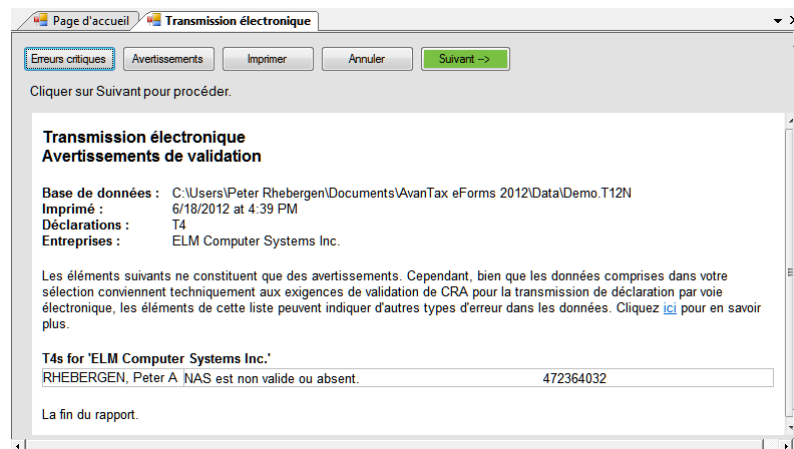 Page d'accueil Transmission électronique
Erreurs critiques Avertissements Imprimer Annuler Suivant -->
Cliquer sur Suivant pour procéder.
Transmission électronique
Avertissements de validation
Base de données : C:\Users\Peter Rhebergen\Documents\AvanTax eForms 2012\Data\Demo.T12N
Imprimé : 6/18/2012 at 4:39 PM
Déclarations : T4
Entreprises : ELM Computer Systems Inc.
Les éléments suivants ne constituent que des avertissements. Cependant, bien que les données comprises dans votre
sélection conviennent techniquement aux exigences de validation de CRA pour la transmission de déclaration par voie
électronique, les éléments de cette liste peuvent indiquer d'autres types d'erreur dans les données. Cliquez ici pour en savoir
plus.
T4s for 'ELM Computer Systems Inc.'
RHEBERGEN, Peter A NAS est non valide ou absent. 472364032
La fin du rapport.